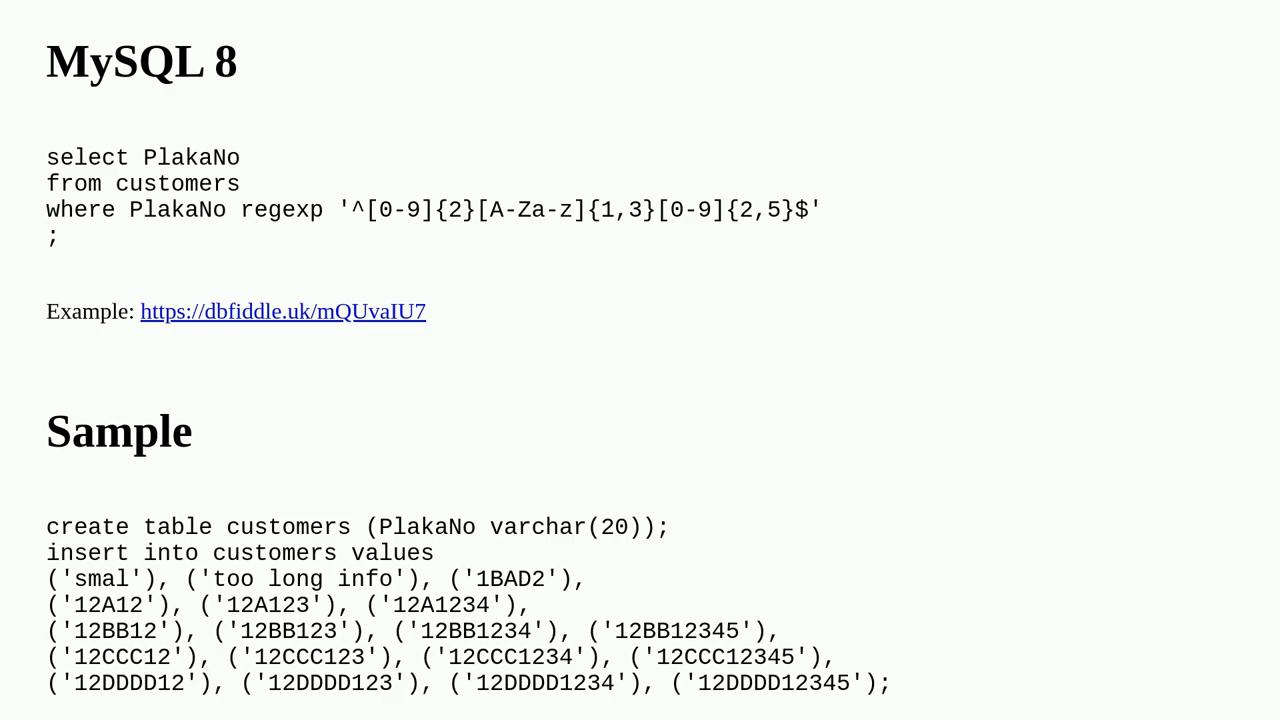 MySQL 8
select PlakaNo
from customers
where PlakaNo regexp '^[0-9]{2}[A-Za-z]{1,3}[0-9]{2,5}$'
;
Example: https://dbfiddle.uk/mQUvaIU7
Sample
create table customers (PlakaNo varchar(20));
insert into customers values
('smal'), ('too long info'), ('1BAD2'),
('12A12'), ('12A123'), ('12A1234'),
('12BB12'), ('12BB123'), ('12BB1234'), ('12BB12345'),
('12CCC12'), ('12CCC123'), ('12CCC1234'), ('12CCC12345'),
('12DDDD12'), ('12DDDD123'), ('12DDDD1234'), ('12DDDD12345');